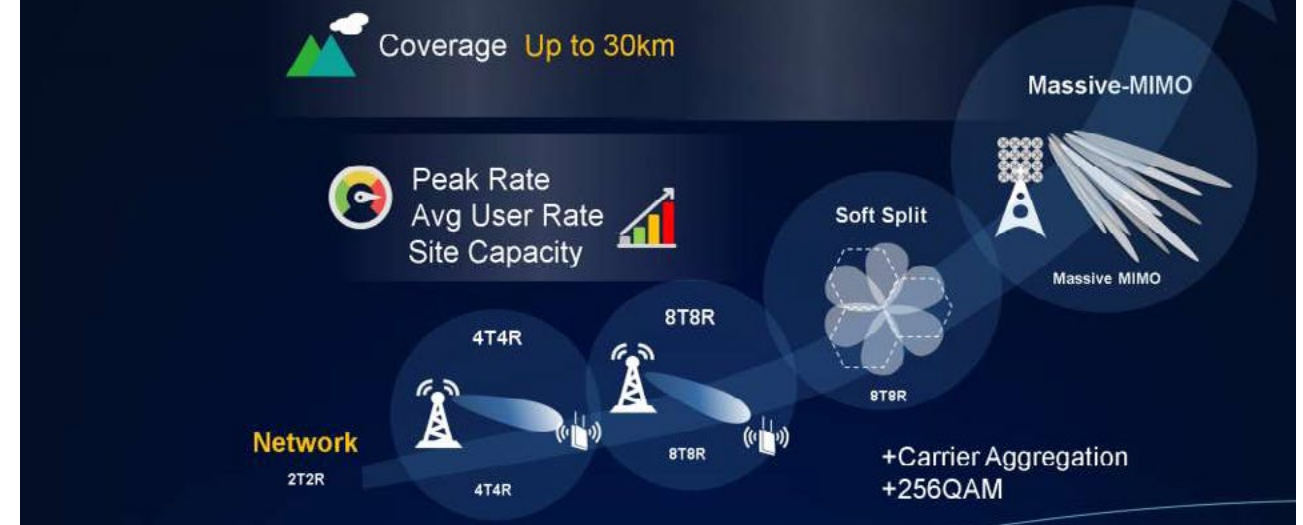 Coverage Up to 30km
Massive-MIMO
Peak Rate
Avg User Rate
Site Capacity
Soft Split
Massive MIMO
8T8R
4T4R
8T8R
Network
2T2R
4T4R
8T8R
+Carrier Aggregation
+256QAM